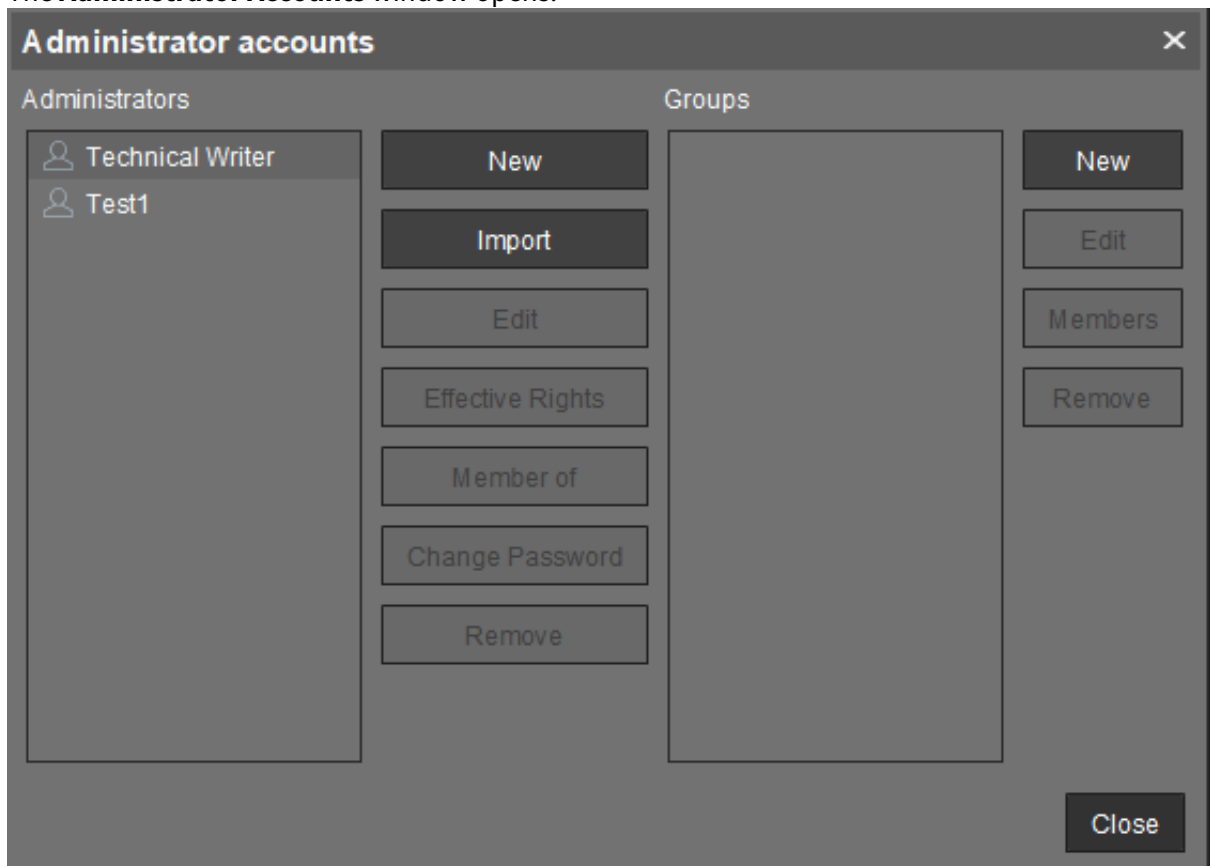 The Administrator Accounts window opens.
Administrator accounts
Administrators
Groups
Technical Writer
Test1
New
Import
Edit
Effective Rights
Member of
Change Password
Remove
New
Edit
Members
Remove
Close